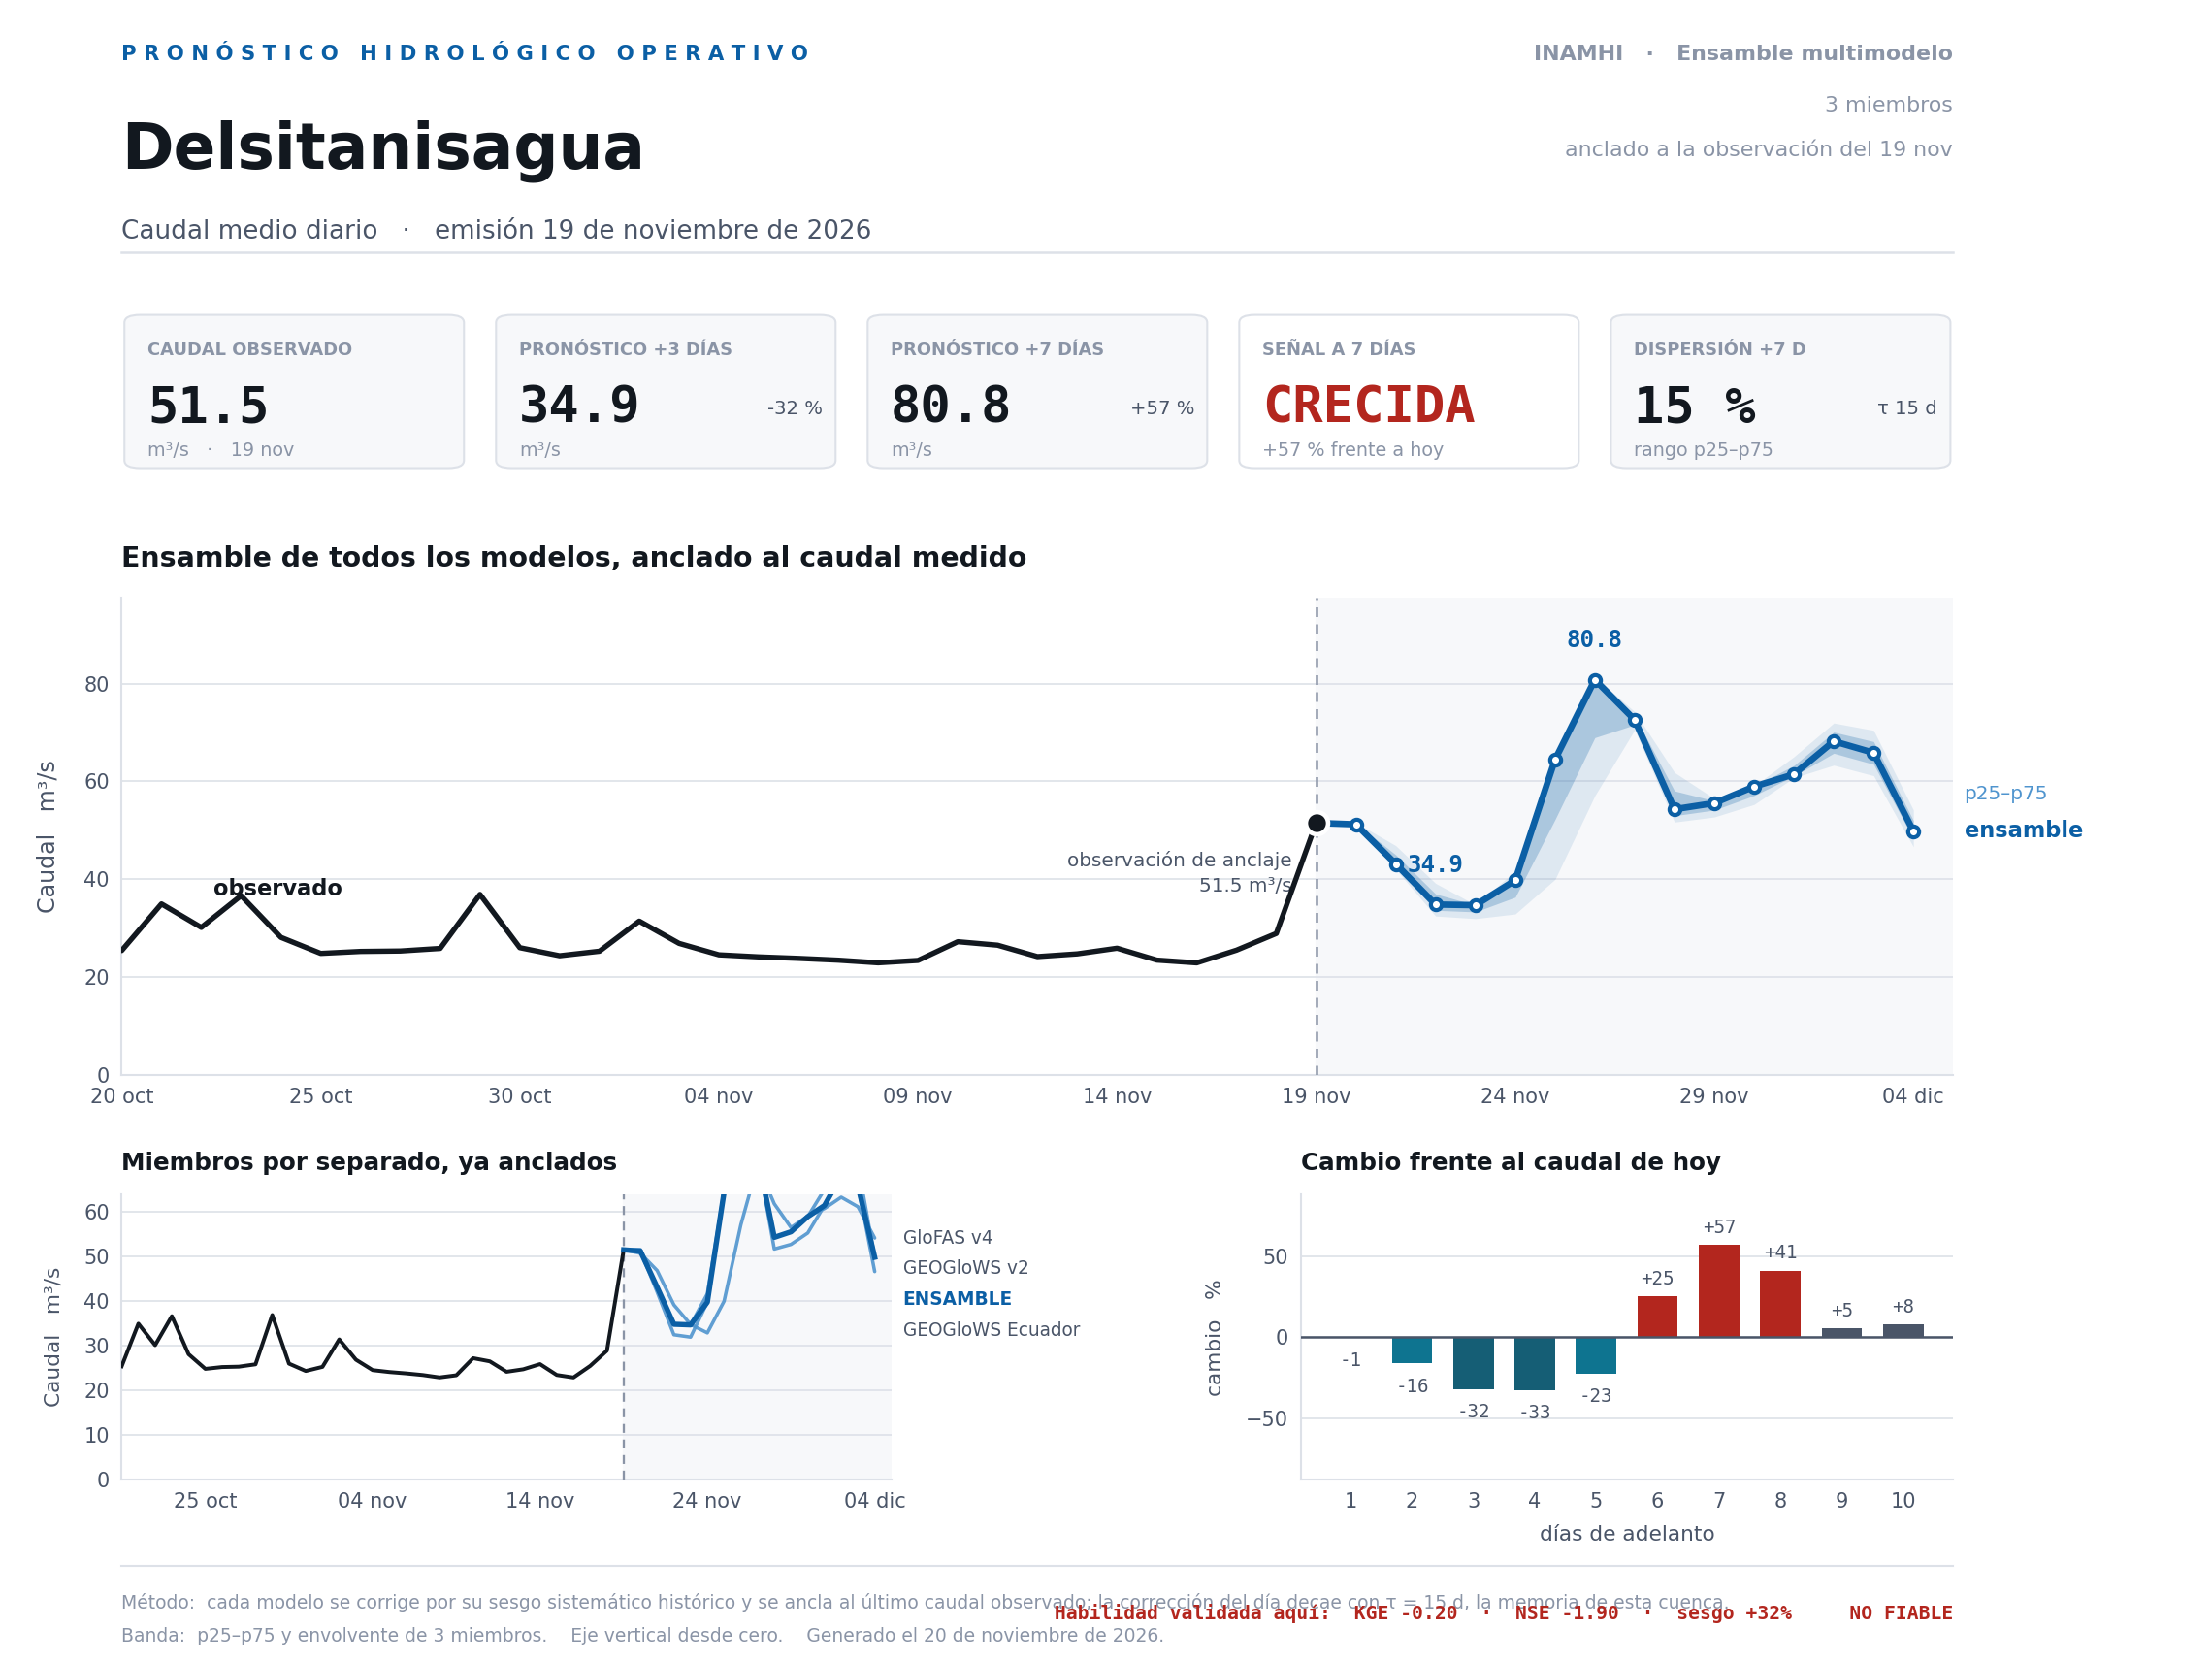 PRONÓSTICO HIDROLÓGICO OPERATIVO
INAMHI · Ensamble multimodelo
3 miembros
anclado a la observación del 19 nov
Delsitanisagua
Caudal medio diario · emisión 19 de noviembre de 2026
CAUDAL OBSERVADO
51.5
m³/s · 19 nov
PRONÓSTICO +3 DÍAS
34.9 -32 %
m³/s
PRONÓSTICO +7 DÍAS
80.8 +57 %
m³/s
SEÑAL A 7 DÍAS
CRECIDA
+57 % frente a hoy
DISPERSIÓN +7 D
15 % τ 15 d
rango p25–p75
Ensamble de todos los modelos, anclado al caudal medido
Caudal m³/s
80
60
40
20
0
observado
observación de anclaje
51.5 m³/s
34.9
80.8
p25–p75
ensamble
20 oct 25 oct 30 oct 04 nov 09 nov 14 nov 19 nov 24 nov 29 nov 04 dic
Miembros por separado, ya anclados
Caudal m³/s
60
50
40
30
20
10
0
25 oct 04 nov 14 nov 24 nov 04 dic
GloFAS v4
GEOGloWS v2
ENSAMBLE
GEOGloWS Ecuador
Cambio frente al caudal de hoy
cambio %
50
0
−50
-1
-16
-32
-33
-23
+25
+57
+41
+5
+8
1 2 3 4 5 6 7 8 9 10
días de adelanto
Método: cada modelo se corrige por su sesgo sistemático histórico y se ancla al último caudal observado; la corrección del día decae con τ = 15 d, la memoria de esta cuenca.
Habilidad validada aquí: KGE -0.20 · NSE -1.90 · sesgo +32% NO FIABLE
Banda: p25–p75 y envolvente de 3 miembros. Eje vertical desde cero. Generado el 20 de noviembre de 2026.